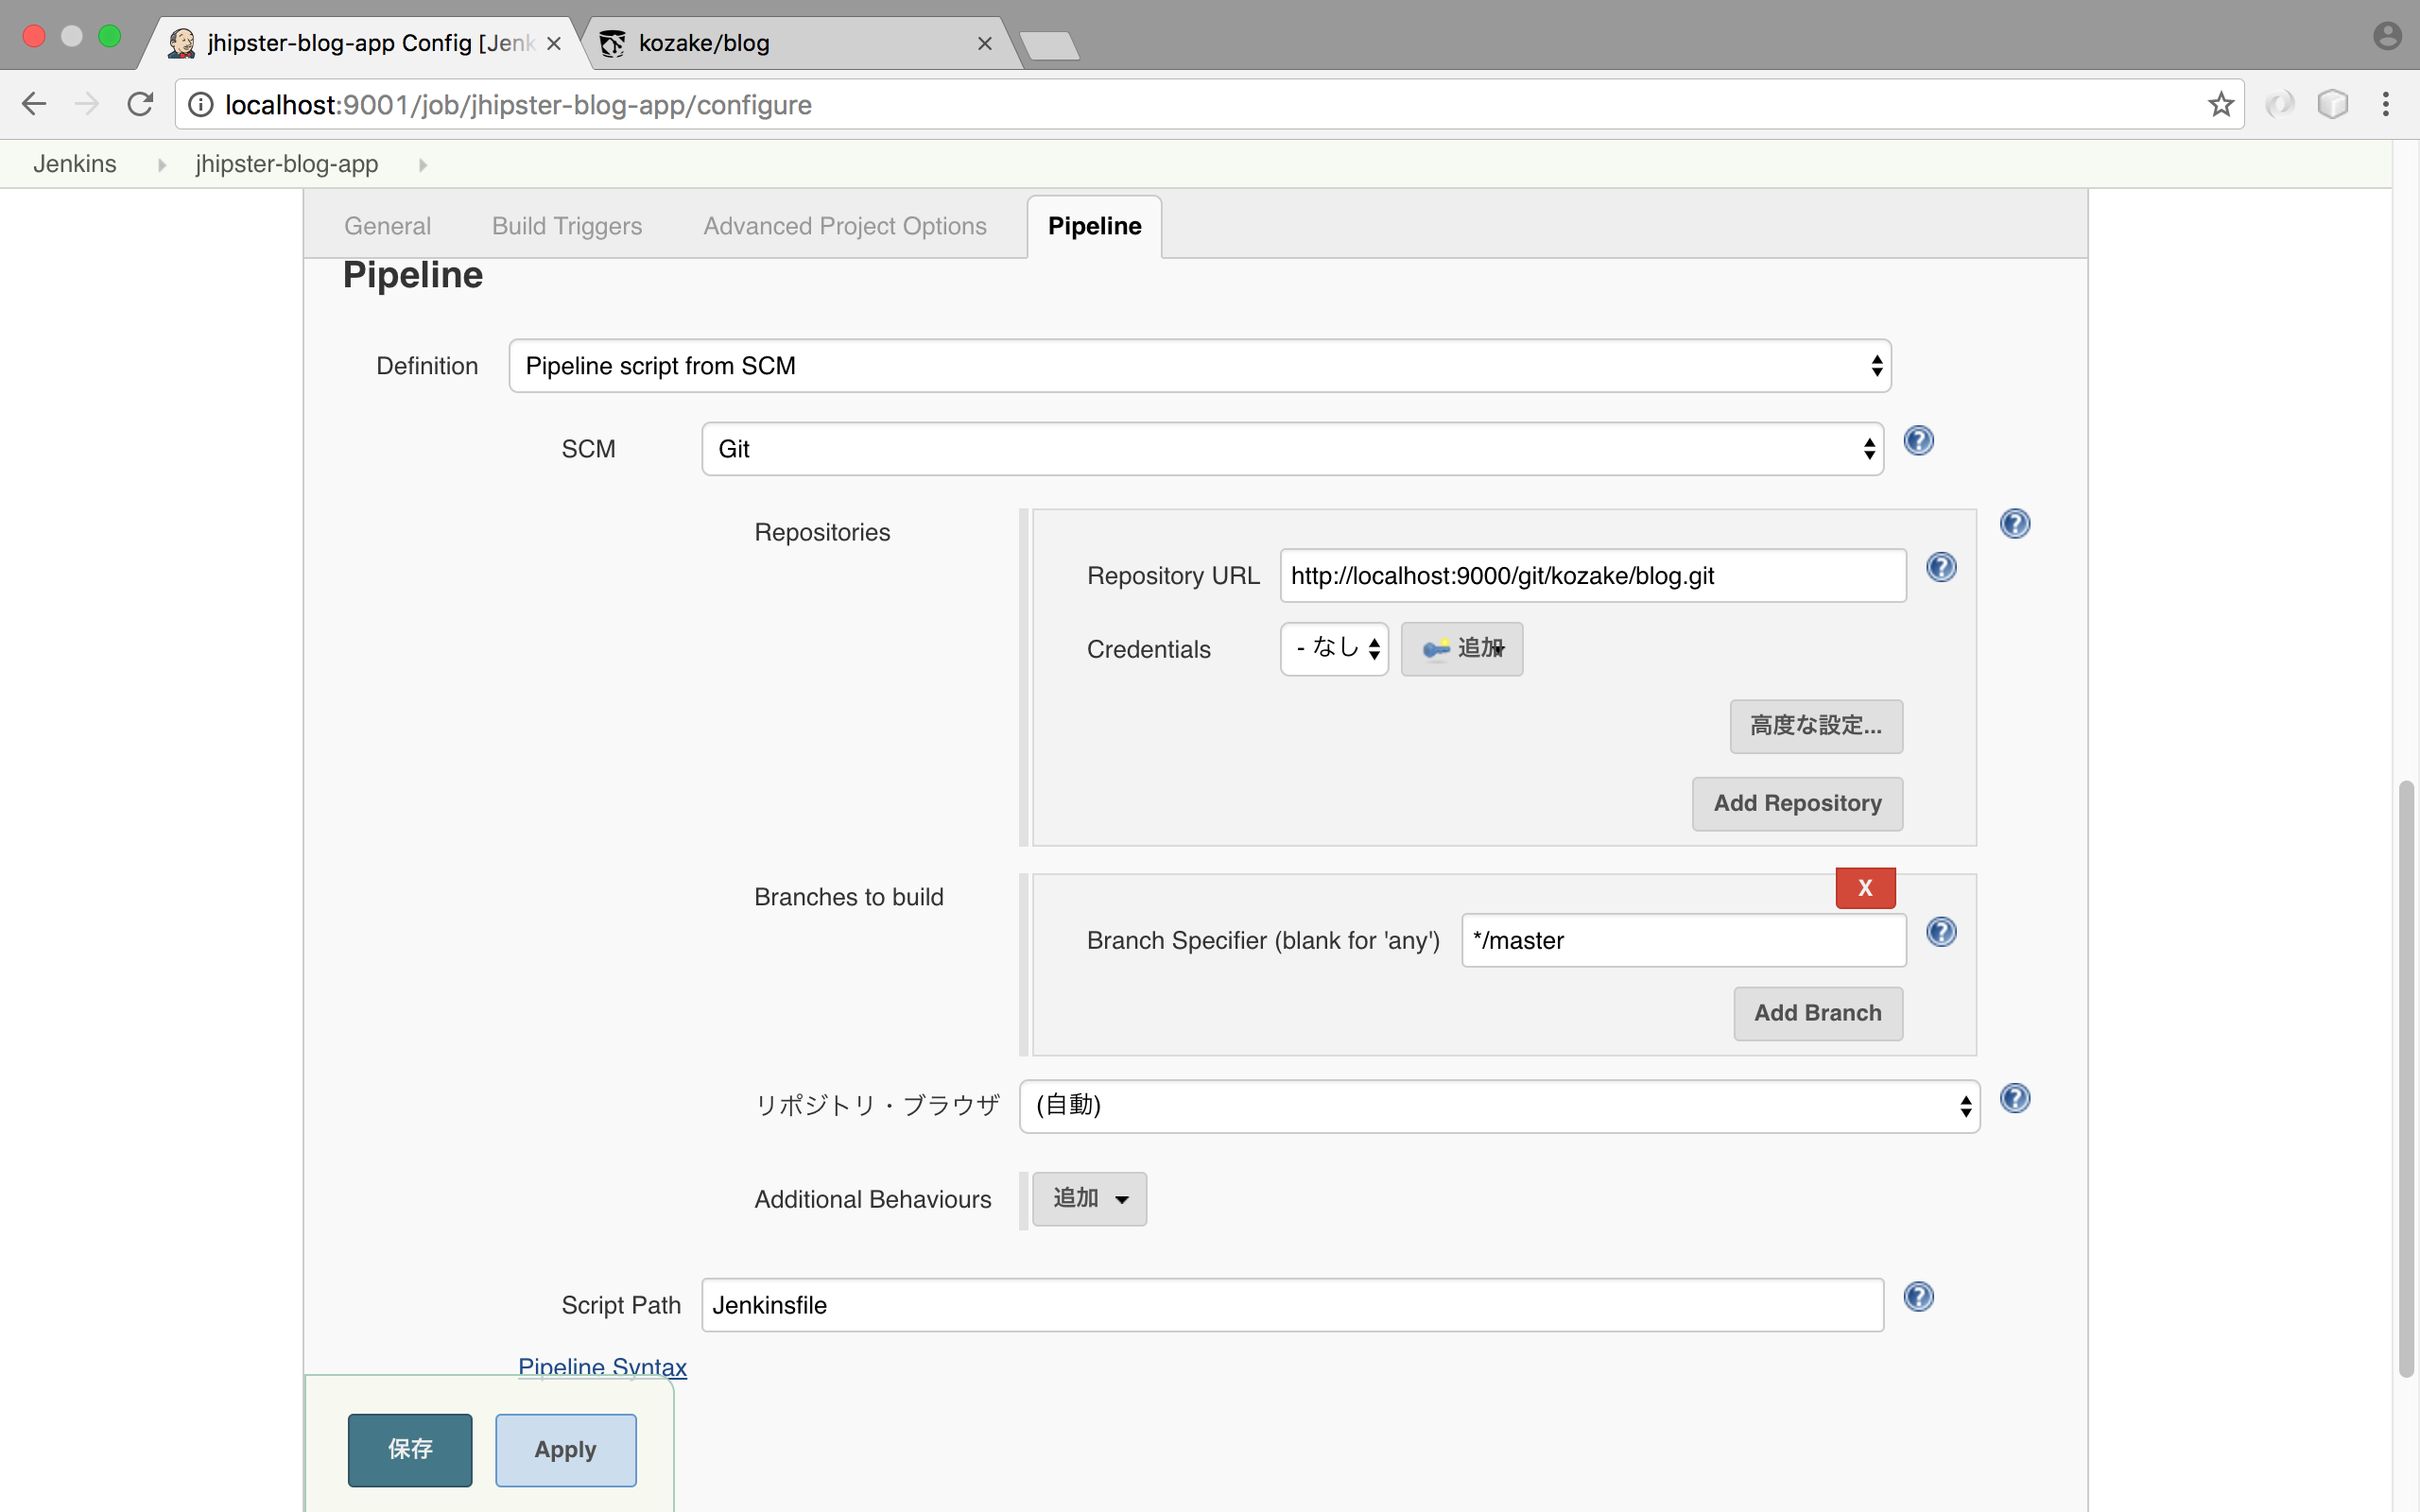 jhipster-blog-app Config [Jenk
kozake/blog
localhost:9001/job/jhipster-blog-app/configure
Jenkins
jhipster-blog-app
General
Build Triggers
Advanced Project Options
Pipeline
Pipeline
Definition
Pipeline script from SCM
SCM
Git
Repositories
Repository URL
http://localhost:9000/git/kozake/blog.git
Credentials
- なし
追加
高度な設定...
Add Repository
Branches to build
X
Branch Specifier (blank for 'any')
*/master
Add Branch
リポジトリ・ブラウザ
(自動)
Additional Behaviours
追加
Script Path
Jenkinsfile
Pipeline Syntax
保存
Apply